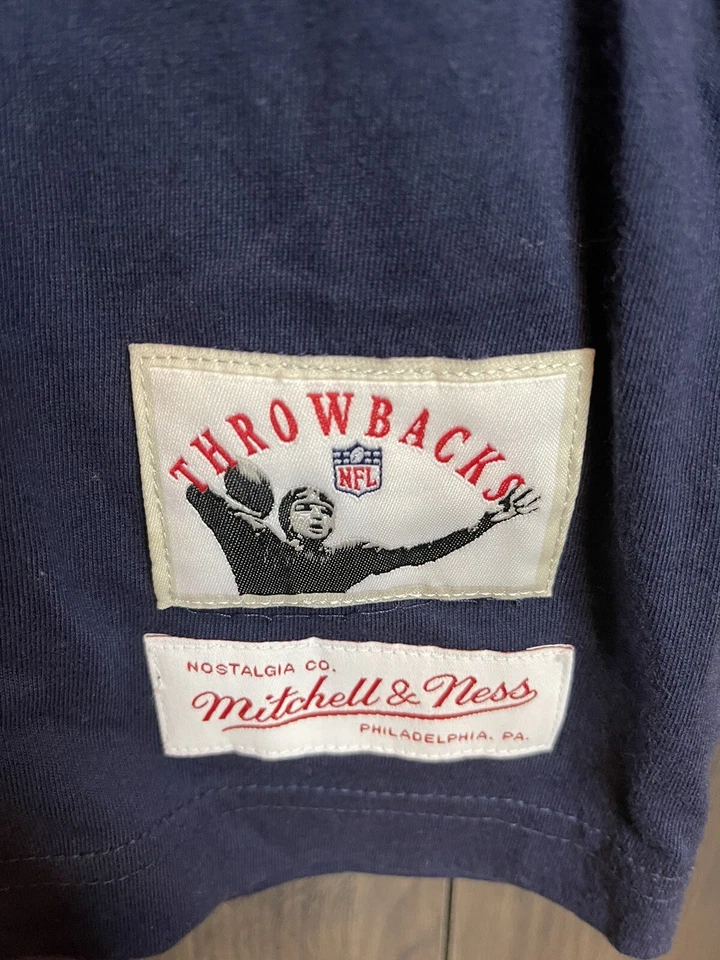 THROWBACKS
NFL
NOSTALGIA CO.
Mitchell & Ness
PHILADELPHIA. PA.